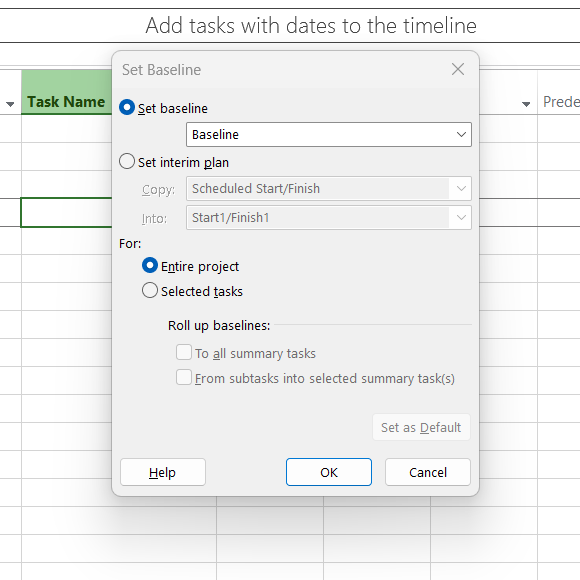 Add tasks with dates to the timeline
Set Baseline
Task Name
Prede
Set baseline
Baseline
Set interim plan
Copy: Scheduled Start/Finish
Into: Start1/Finish1
For:
Entire project
Selected tasks
Roll up baselines:
To all summary tasks
From subtasks into selected summary task(s)
Set as Default
Help OK Cancel